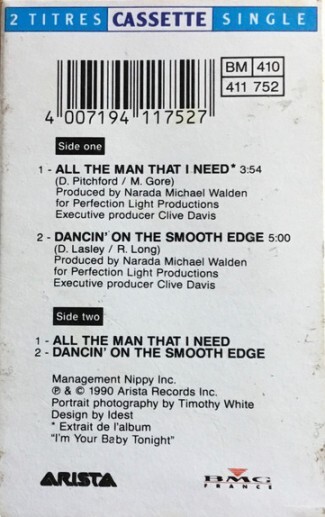 2 TITRES CASSETTE SINGLE
BM 410
411 752
4 007194 117527
Side one
1 - ALL THE MAN THAT I NEED* 3:54
(D. Pitchford / M. Gore)
Produced by Narada Michael Walden
for Perfection Light Productions
Executive producer Clive Davis
2 - DANCIN' ON THE SMOOTH EDGE 5:00
(D. Lasley / R. Long)
Produced by Narada Michael Walden
for Perfection Light Productions
Executive producer Clive Davis
Side two
1 - ALL THE MAN THAT I NEED
2 - DANCIN' ON THE SMOOTH EDGE
Management Nippy Inc.
℗ & © 1990 Arista Records Inc.
Portrait photography by Timothy White
Design by Idest
* Extrait de l'album
"I'm Your Baby Tonight"
ARISTA
BMG
FRANCE